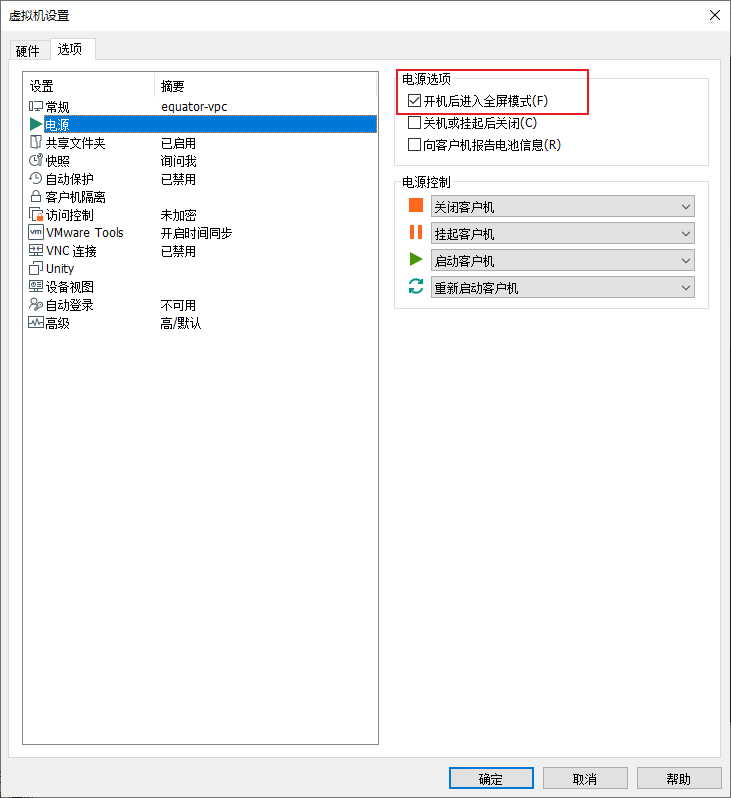 虚拟机设置
硬件 选项
设置 摘要
常规 equator-vpc
电源
共享文件夹 已启用
快照 询问我
自动保护 已禁用
客户机隔离
访问控制 未加密
vm VMware Tools 开启时间同步
VNC 连接 已禁用
Unity
设备视图
自动登录 不可用
高级 高/默认
电源选项
开机后进入全屏模式(F)
关机或挂起后关闭(C)
向客户机报告电池信息(R)
电源控制
关闭客户机
挂起客户机
启动客户机
重新启动客户机
确定 取消 帮助